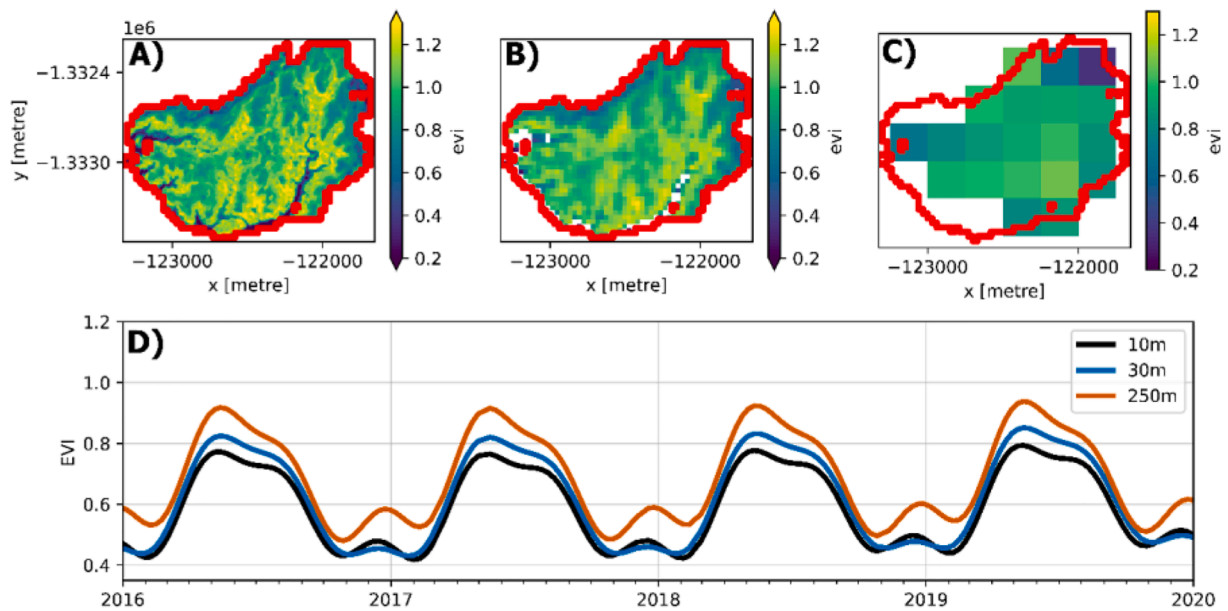 1e6
A)
B)
C)
−1.3324
−1.3330
y [metre]
−123000
−122000
x [metre]
1.2
1.0
0.8
0.6
0.4
0.2
evi
−123000
−122000
x [metre]
1.2
1.0
0.8
0.6
0.4
0.2
evi
−123000
−122000
x [metre]
1.2
1.0
0.8
0.6
0.4
0.2
evi
D)
1.2
1.0
0.8
0.6
0.4
EVI
10m
30m
250m
2016
2017
2018
2019
2020